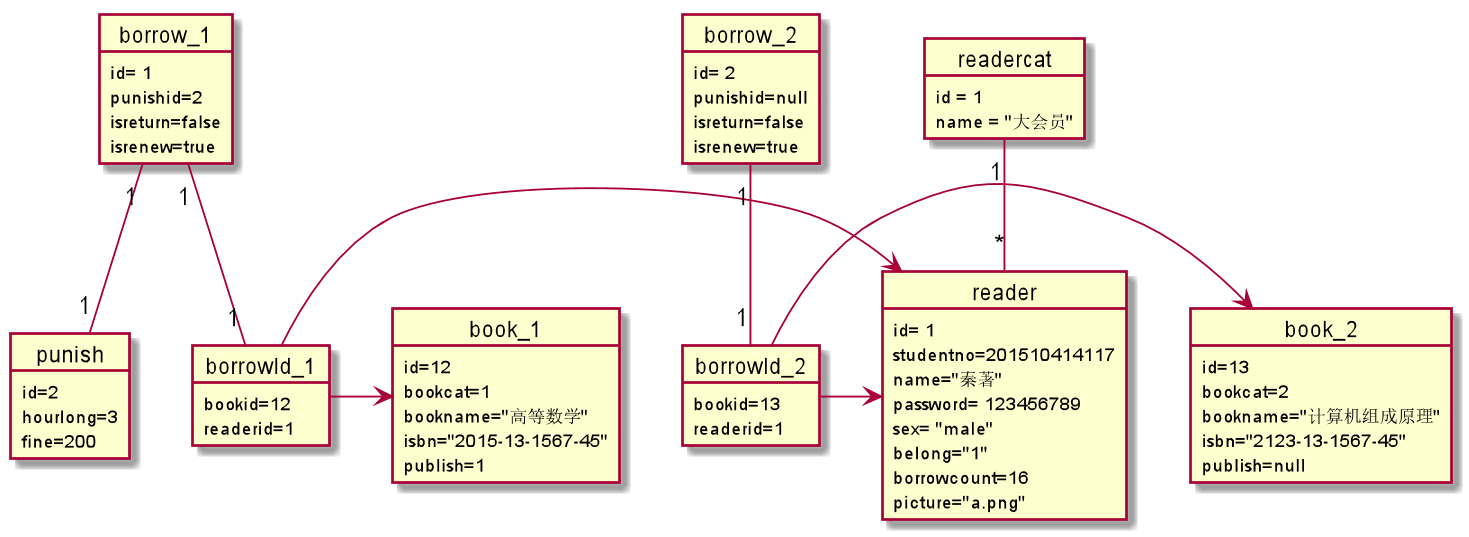 borrow_1
id= 1
punishid=2
isreturn=false
isrenew=true
borrow_2
id= 2
punishid=null
isreturn=false
isrenew=true
readercat
id = 1
name = "大会员"
1
1
1
1
*
1
1
1
punish
id=2
hourlong=3
fine=200
borrowId_1
bookid=12
readerid=1
book_1
id=12
bookcat=1
bookname="高等数学"
isbn="2015-13-1567-45"
publish=1
borrowId_2
bookid=13
readerid=1
reader
id= 1
studentno=201510414117
name="秦著"
password= 123456789
sex= "male"
belong="1"
borrowcount=16
picture="a.png"
book_2
id=13
bookcat=2
bookname="计算机组成原理"
isbn="2123-13-1567-45"
publish=null